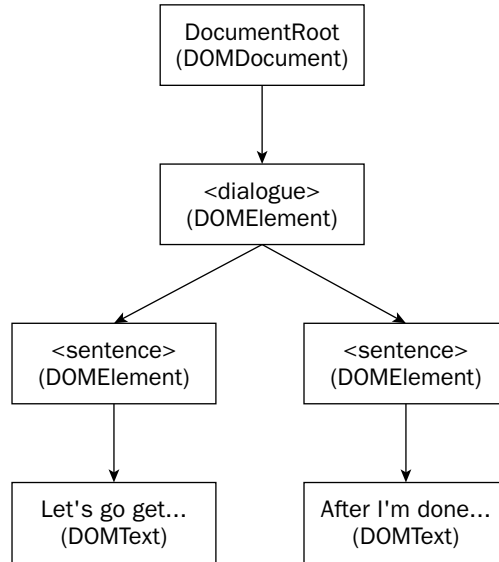 DocumentRoot
(DOMDocument)
<dialogue>
(DOMElement)
<sentence>
(DOMElement)
<sentence>
(DOMElement)
Let's go get...
(DOMText)
After I'm done...
(DOMText)